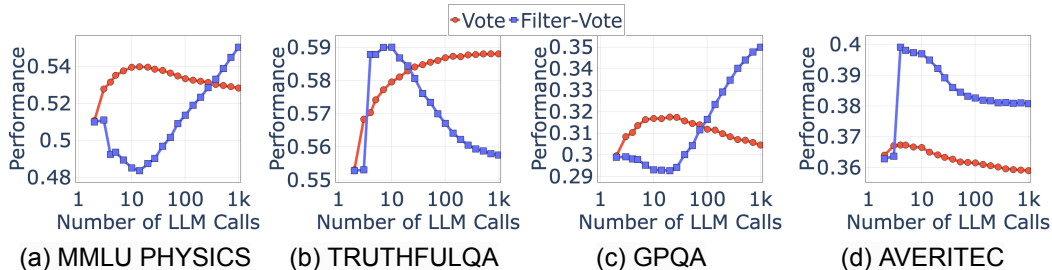 Vote Filter-Vote
Performance
0.54
0.52
0.5
0.48
1 10 100 1k
Number of LLM Calls
(a) MMLU PHYSICS
Performance
0.59
0.58
0.57
0.56
0.55
1 10 100 1k
Number of LLM Calls
(b) TRUTHFULQA
Performance
0.35
0.34
0.33
0.32
0.31
0.3
0.29
1 10 100 1k
Number of LLM Calls
(c) GPQA
Performance
0.4
0.39
0.38
0.37
0.36
1 10 100 1k
Number of LLM Calls
(d) AVERITEC